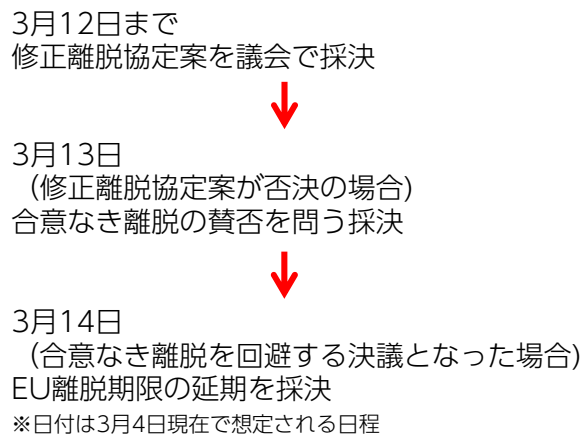 3月12日まで
修正離脱協定案を議会で採決
3月13日
（修正離脱協定案が否決の場合)
合意なき離脱の賛否を問う採決
3月14日
（合意なき離脱を回避する決議となった場合)
EU離脱期限の延期を採決
※日付は3月4日現在で想定される日程